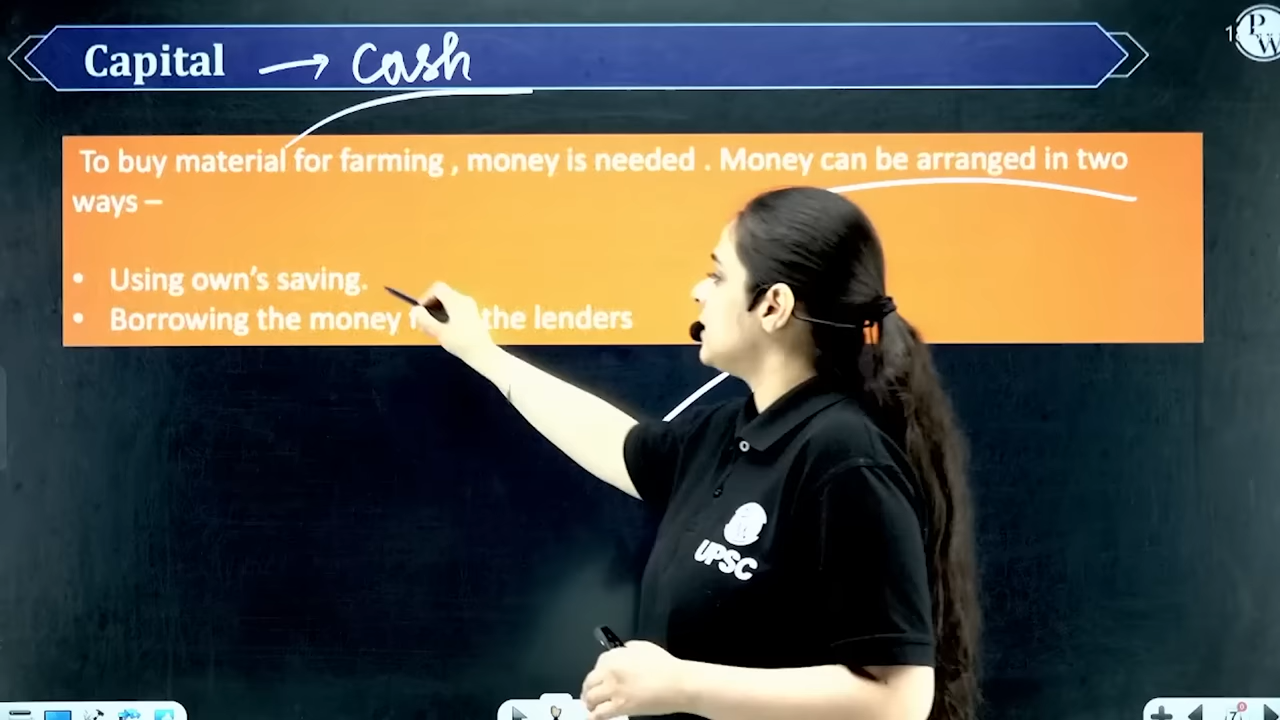 Capital → Cash
PW
To buy material for farming , money is needed . Money can be arranged in two
ways –
• Using own's saving.
• Borrowing the money the lenders
UPSC